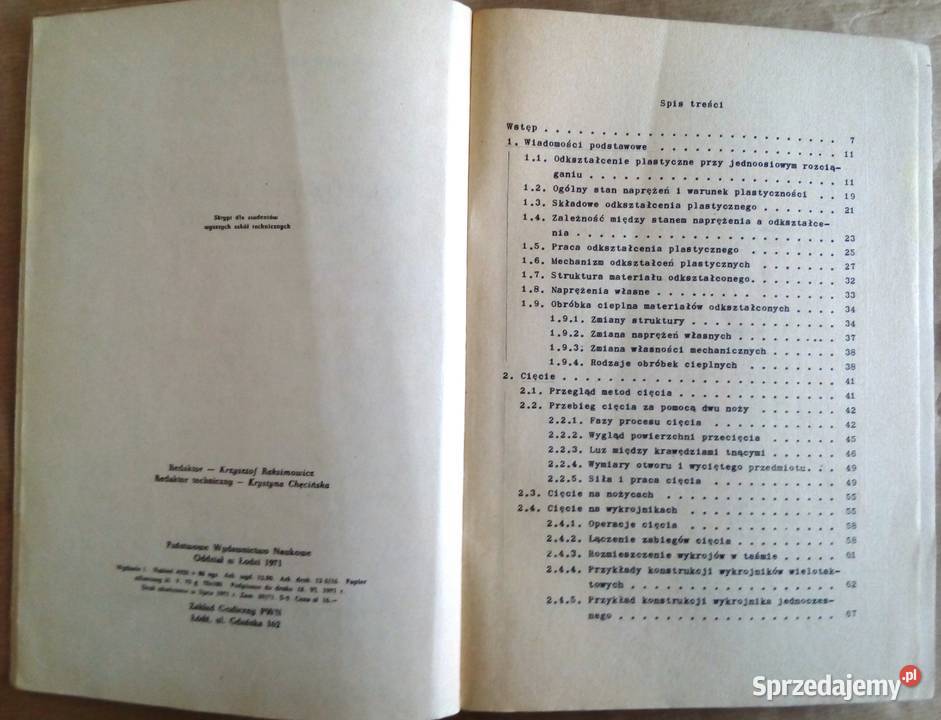 Skrypt dla studentów
wyższych szkół technicznych
Redaktor — Krzysztof Raksimowicz
Redaktor techniczny — Krystyna Chęcińska
Państwowe Wydawnictwo Naukowe
Oddział w Łodzi 1971
Wydanie I. Nakład
Papier
Zakład Graficzny PWN
Łódź, ul. Gdańska 162
Spis treści
Wstęp . . . . . . . . . . . . . . . . . . . . 7
1. Wiadomości podstawowe . . . . . . . . . . . . 11
1.1. Odkształcenie plastyczne przy jednoosiowym rozcią-
ganiu . . . . . . . . . . . . . . . . . . 11
1.2. Ogólny stan naprężeń i warunek plastyczności . . 19
1.3. Składowe odkształcenia plastycznego . . . . . . 21
1.4. Zależność między stanem naprężenia a odkształce-
nia . . . . . . . . . . . . . . . . . . . 23
1.5. Praca odkształcenia plastycznego . . . . . . . 25
1.6. Mechanizm odkształceń plastycznych . . . . . . 27
1.7. Struktura materiału odkształconego. . . . . . . 32
1.8. Naprężenia własne . . . . . . . . . . . . . 33
1.9. Obróbka cieplna materiałów odkształconych . . . . 34
1.9.1. Zmiany struktury . . . . . . . . . . . 34
1.9.2. Zmiana naprężeń własnych . . . . . . . . 37
1.9.3. Zmiana własności mechanicznych . . . . . 38
1.9.4. Rodzaje obróbek cieplnych . . . . . . . 38
2. Cięcie . . . . . . . . . . . . . . . . . . . 41
2.1. Przegląd metod cięcia . . . . . . . . . . . . 41
2.2. Przebieg cięcia za pomocą dwu noży . . . . . . 42
2.2.1. Fazy procesu cięcia . . . . . . . . . . 42
2.2.2. Wygląd powierzchni przecięcia . . . . . . 45
2.2.3. Luz między krawędziami tnącymi . . . . . 46
2.2.4. Wymiary otworu i wyciętego przedmiotu. . . 49
2.2.5. Siła i praca cięcia . . . . . . . . . . 49
2.3. Cięcie na nożycach . . . . . . . . . . . . . 55
2.4. Cięcie na wykrojnikach . . . . . . . . . . . 55
2.4.1. Operacje cięcia . . . . . . . . . . . . 58
2.4.2. Łączenie zabiegów cięcia . . . . . . . . 58
2.4.3. Rozmieszczenie wykrojów w taśmie . . . . . 61
2.4.4. Przykłady konstrukcji wykrojników wielotak-
towych . . . . . . . . . . . . . . . . 62
2.4.5. Przykład konstrukcji wykrojnika jednoczes-
nego . . . . . . . . . . . . . . . . . 67
Sprzedajemy.pl